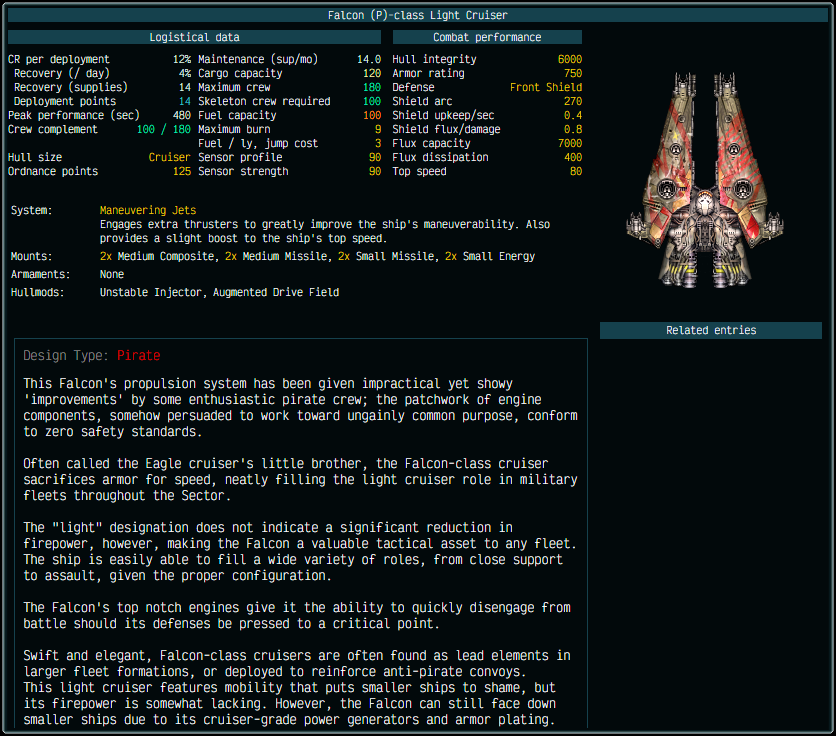 Falcon (P)-class Light Cruiser
Logistical data
CR per deployment 12% Maintenance (sup/mo) 14.0
Recovery (/ day) 4% Cargo capacity 120
Recovery (supplies) 14 Maximum crew 180
Deployment points 14 Skeleton crew required 100
Peak performance (sec) 480 Fuel capacity 100
Crew complement 100 / 180 Maximum burn 9
Fuel / ly, jump cost 3
Hull size Cruiser Sensor profile 90
Ordnance points 125 Sensor strength 90
Combat performance
Hull integrity 6000
Armor rating 750
Defense Front Shield
Shield arc 270
Shield upkeep/sec 0.4
Shield flux/damage 0.8
Flux capacity 7000
Flux dissipation 400
Top speed 80
System: Maneuvering Jets
Engages extra thrusters to greatly improve the ship's maneuverability. Also
provides a slight boost to the ship's top speed.
Mounts: 2x Medium Composite, 2x Medium Missile, 2x Small Missile, 2x Small Energy
Armaments: None
Hullmods: Unstable Injector, Augmented Drive Field
Related entries
Design Type: Pirate
This Falcon's propulsion system has been given impractical yet showy
'improvements' by some enthusiastic pirate crew; the patchwork of engine
components, somehow persuaded to work toward ungainly common purpose, conform
to zero safety standards.
Often called the Eagle cruiser's little brother, the Falcon-class cruiser
sacrifices armor for speed, neatly filling the light cruiser role in military
fleets throughout the Sector.
The "light" designation does not indicate a significant reduction in
firepower, however, making the Falcon a valuable tactical asset to any fleet.
The ship is easily able to fill a wide variety of roles, from close support
to assault, given the proper configuration.
The Falcon's top notch engines give it the ability to quickly disengage from
battle should its defenses be pressed to a critical point.
Swift and elegant, Falcon-class cruisers are often found as lead elements in
larger fleet formations, or deployed to reinforce anti-pirate convoys.
This light cruiser features mobility that puts smaller ships to shame, but
its firepower is somewhat lacking. However, the Falcon can still face down
smaller ships due to its cruiser-grade power generators and armor plating.